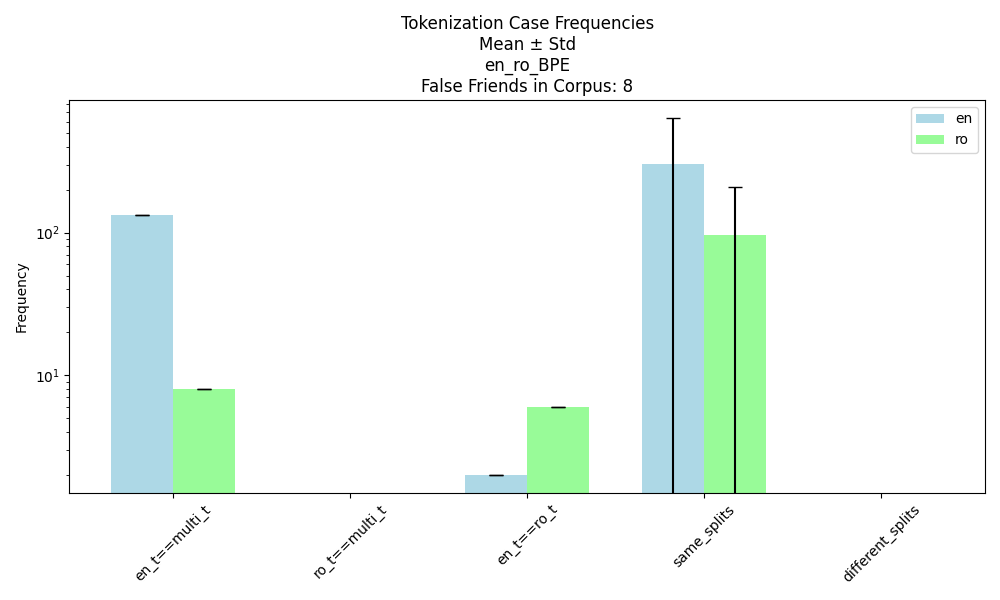 Tokenization Case Frequencies
Mean ± Std
en_ro_BPE
False Friends in Corpus: 8
en
ro
Frequency
10²
10¹
en_t==multi_t
ro_t==multi_t
en_t==ro_t
same_splits
different_splits